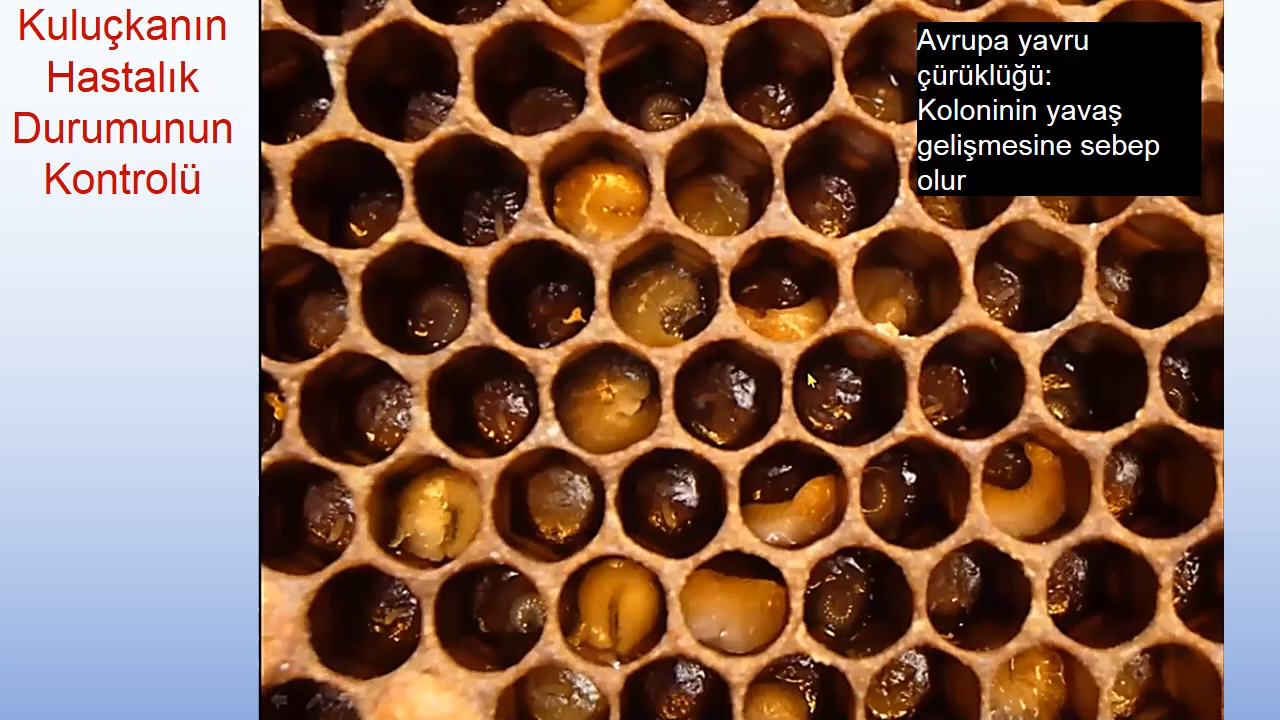 Kuluçkanın
Hastalık
Durumunun
Kontrolü
Avrupa yavru
çürüklüğü:
Koloninin yavaş
gelişmesine sebep
olur